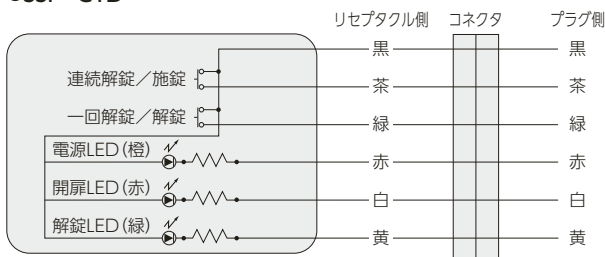 リセプタクル側 コネクタ プラグ側
黒 黒
連続解錠／施錠 茶 茶
一回解錠／解錠 緑 緑
電源LED（橙） 赤 赤
開扉LED（赤） 白 白
解錠LED（緑） 黄 黄